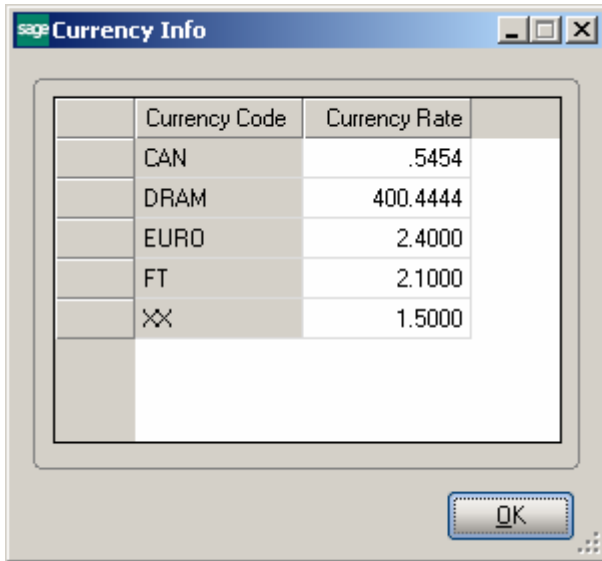 sage Currency Info
Currency Code Currency Rate
CAN .5454
DRAM 400.4444
EURO 2.4000
FT 2.1000
XX 1.5000
OK